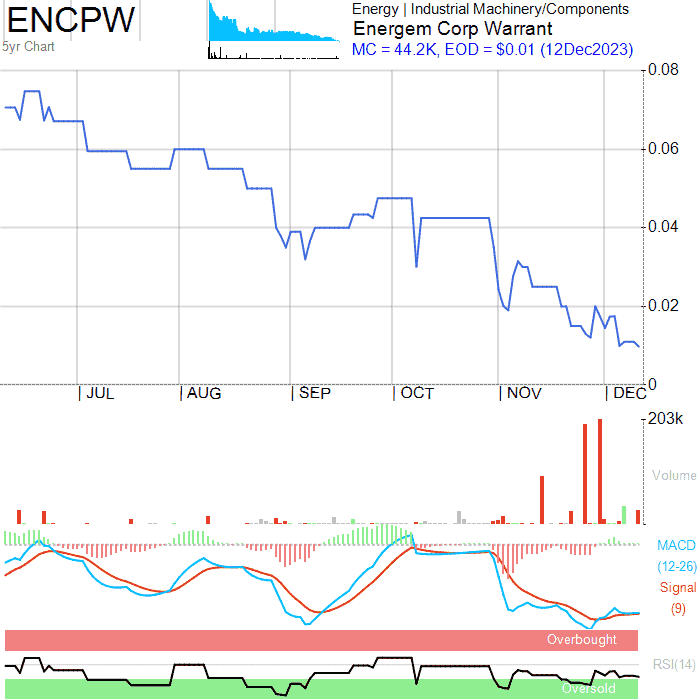 ENCPW
5yr Chart
Energy | Industrial Machinery/Components
Energem Corp Warrant
MC = 44.2K, EOD = $0.01 (12Dec2023)
0.08
0.06
0.04
0.02
0
| JUL | AUG | SEP | OCT | NOV | DEC
203k
Volume
MACD
(12-26)
Signal
(9)
Overbought
RSI(14)
Oversold